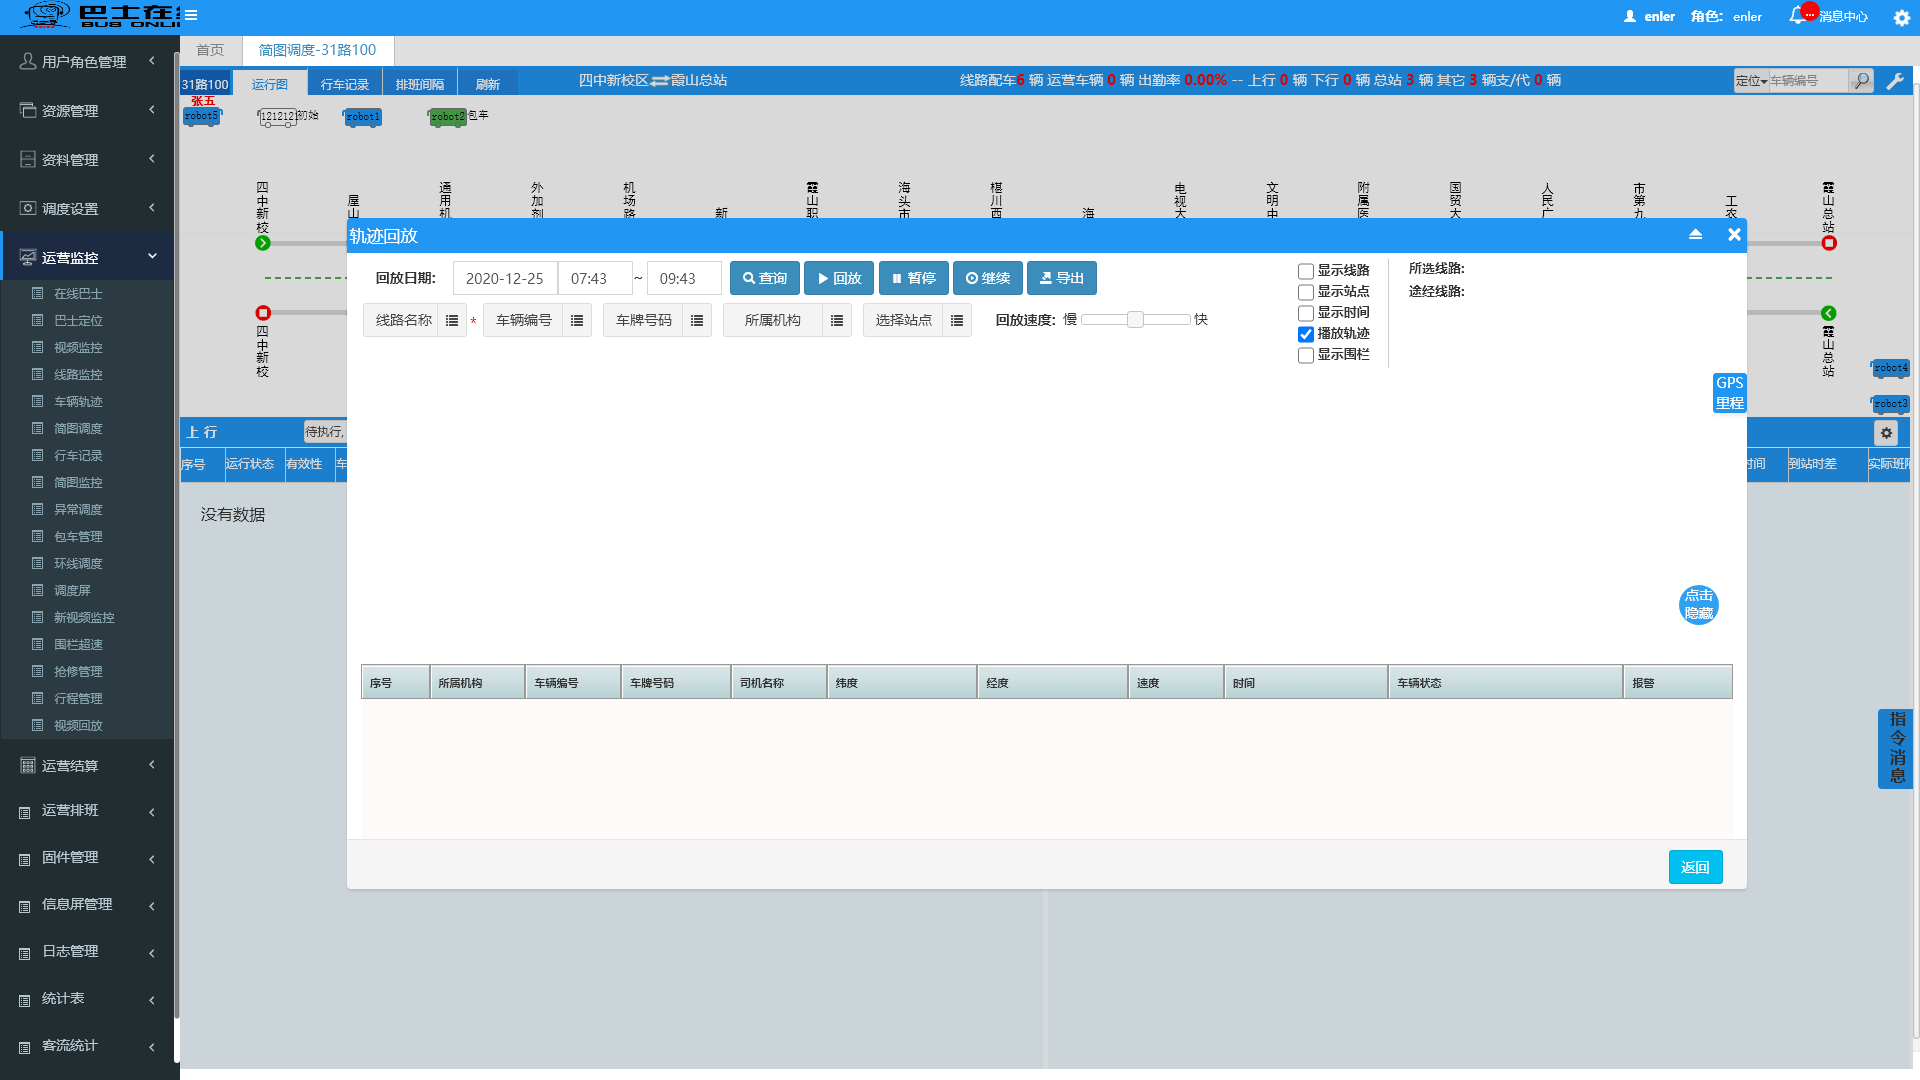 巴士在线
BUS ONLI
enler 角色: enler
消息中心
首页 简图调度-31路100
31路100 运行图 行车记录 排班间隔 刷新
四中新校区 霞山总站
线路配车6 辆 运营车辆 0 辆 出勤率 0.00% -- 上行 0 辆 下行 0 辆 总站 3 辆 其它 3 辆支/代 0 辆
定位 车辆编号
张五
robot5 1212121 初始 robot1 robot2 包车
四中新校
屋山
通用机
外加剂
机场路
新
霞山职
海头市
椹川西
海
电视大
文明中
附属医
国贸大
人民广
市第九
工农
霞山总站
四中新校
霞山总站
robot4
robot3
用户角色管理
资源管理
资料管理
调度设置
运营监控
在线巴士
巴士定位
视频监控
线路监控
车辆轨迹
简图调度
行车记录
简图监控
异常调度
包车管理
环线调度
调度屏
新视频监控
围栏超速
抢修管理
行程管理
视频回放
运营结算
运营排班
固件管理
信息屏管理
日志管理
统计表
客流统计
上 行 待执行,
序号 运行状态 有效性 车
时间 到站时差 实际班
没有数据
轨迹回放
回放日期: 2020-12-25 07:43 ~ 09:43 查询 回放 暂停 继续 导出
线路名称 * 车辆编号 车牌号码 所属机构 选择站点 回放速度: 慢 快
显示线路
显示站点
显示时间
播放轨迹
显示围栏
所选线路:
途经线路:
GPS
里程
点击
隐藏
序号 所属机构 车辆编号 车牌号码 司机名称 纬度 经度 速度 时间 车辆状态 报警
返回
指令消息